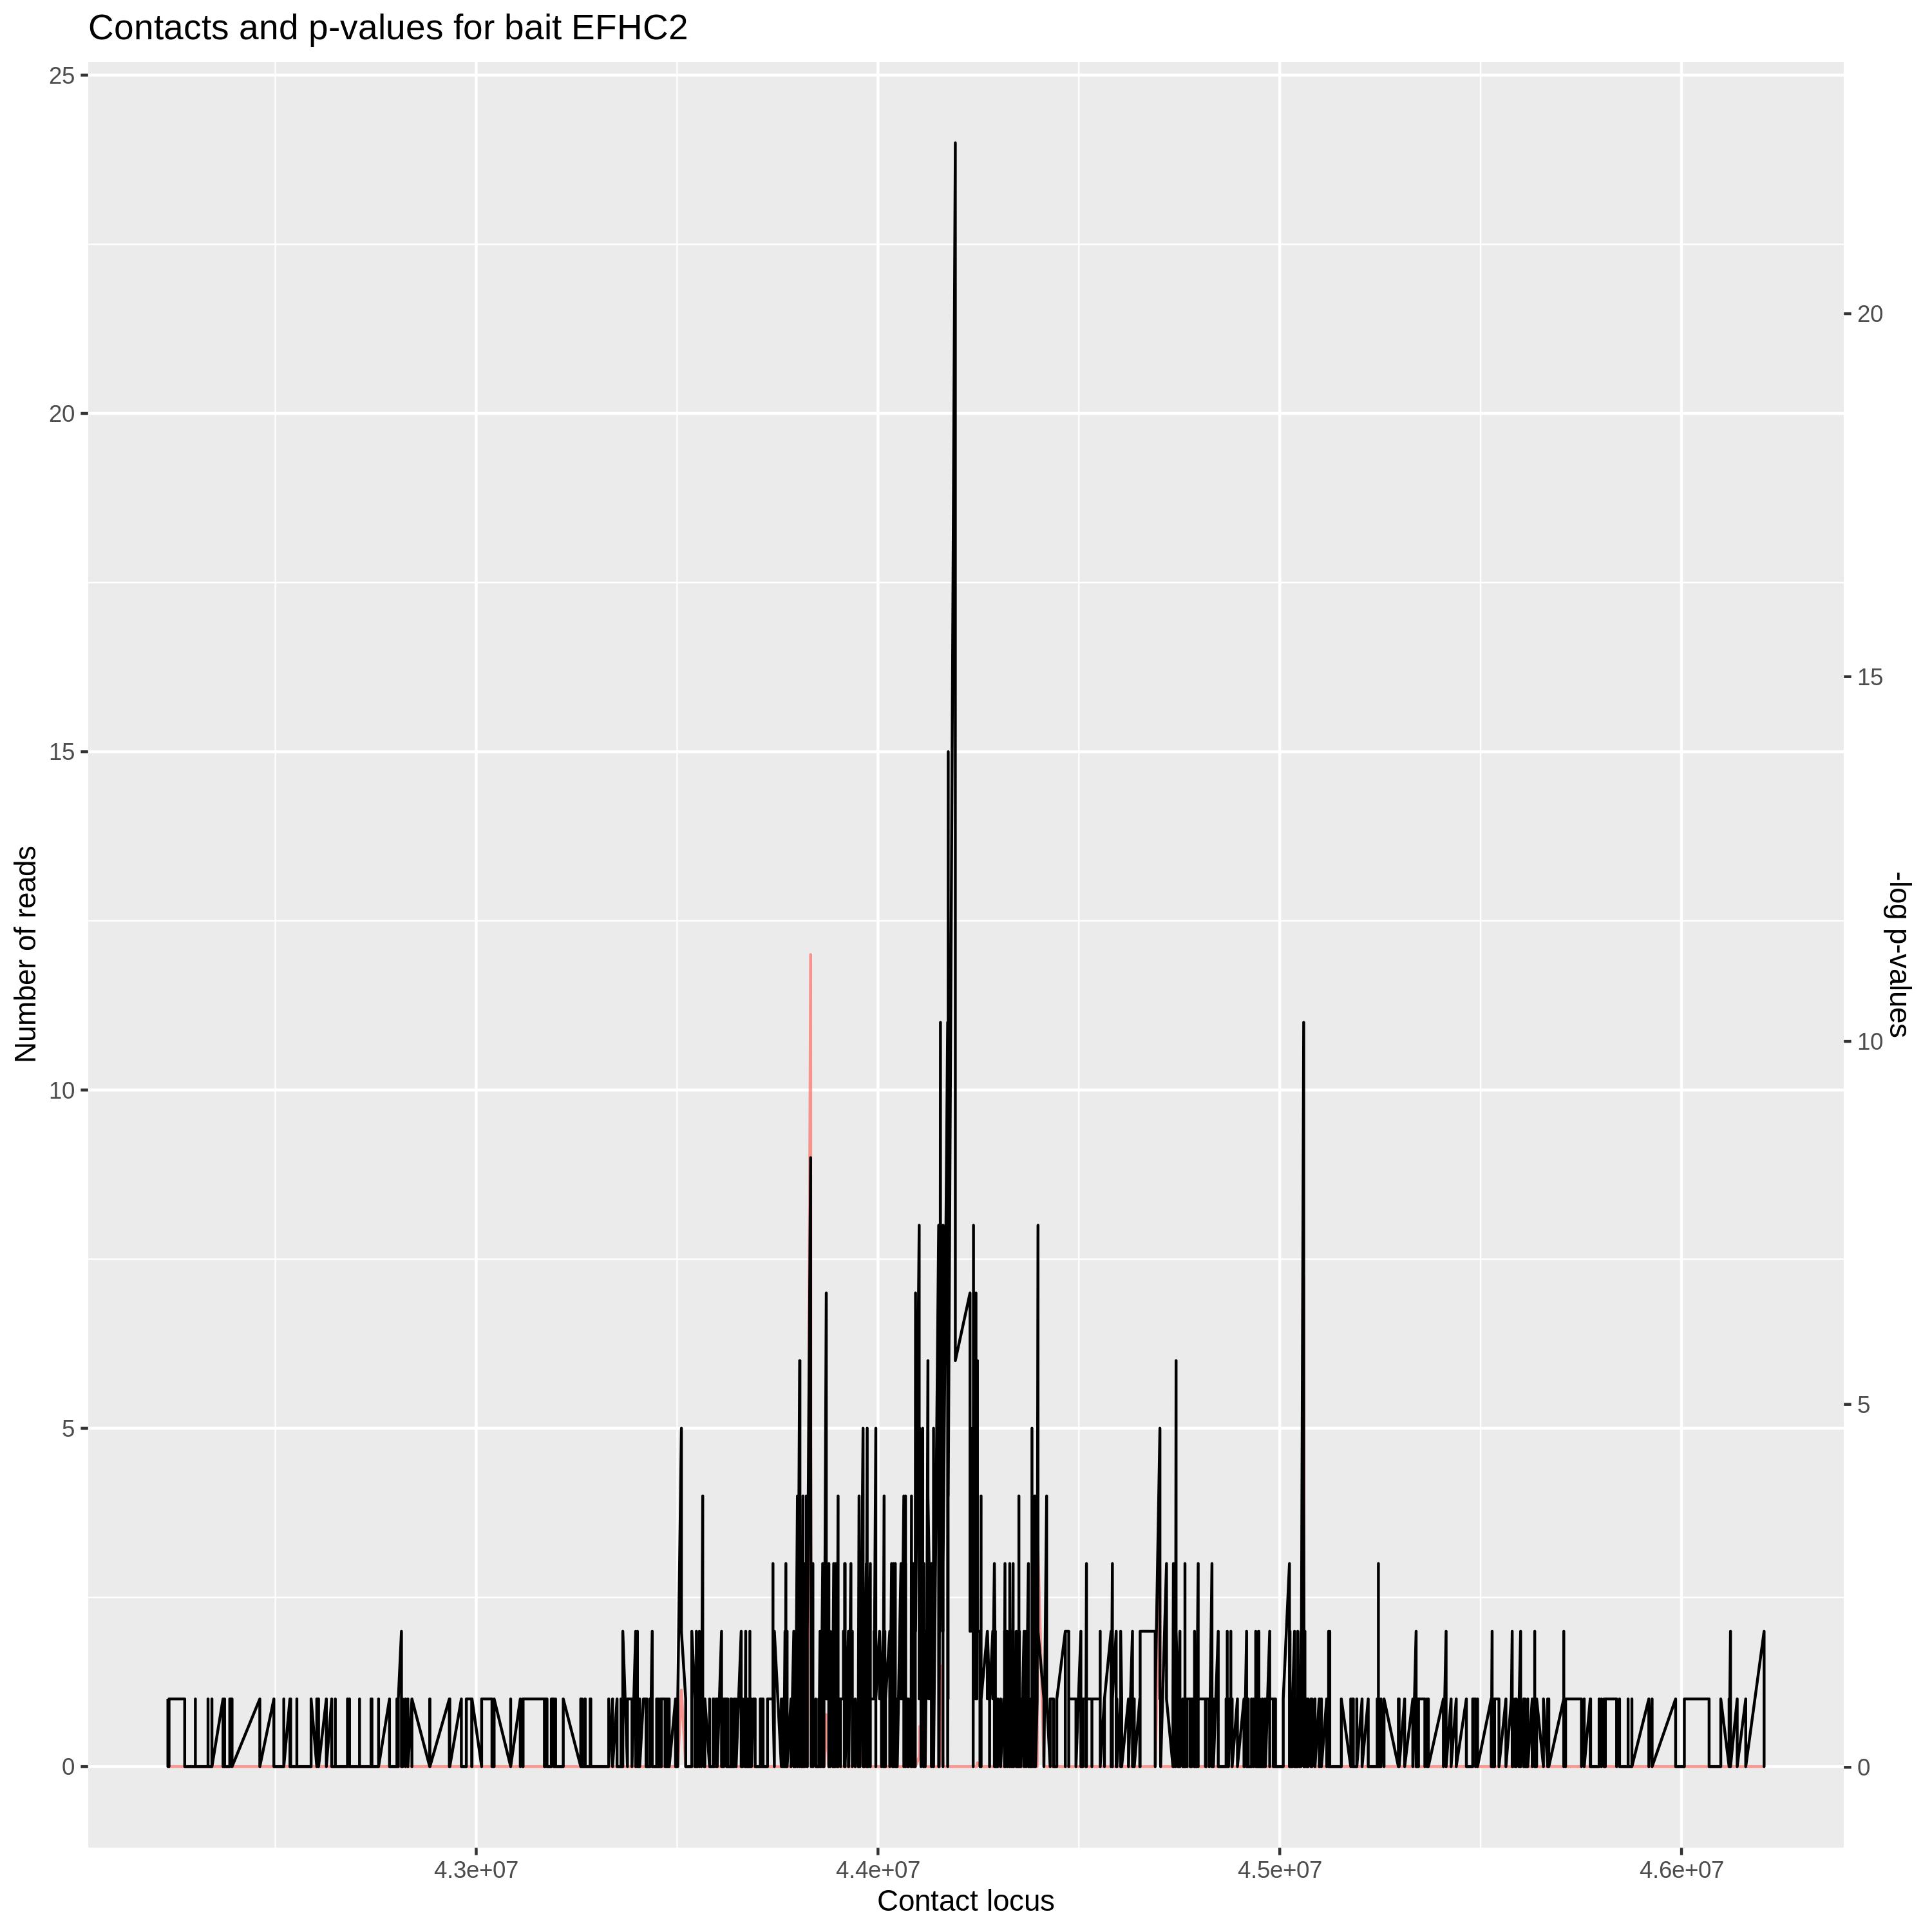 Contacts and p-values for bait EFHC2
25
20
15
10
5
0
Number of reads
20
15
10
5
0
-log p-values
4.3e+07 4.4e+07 4.5e+07 4.6e+07
Contact locus